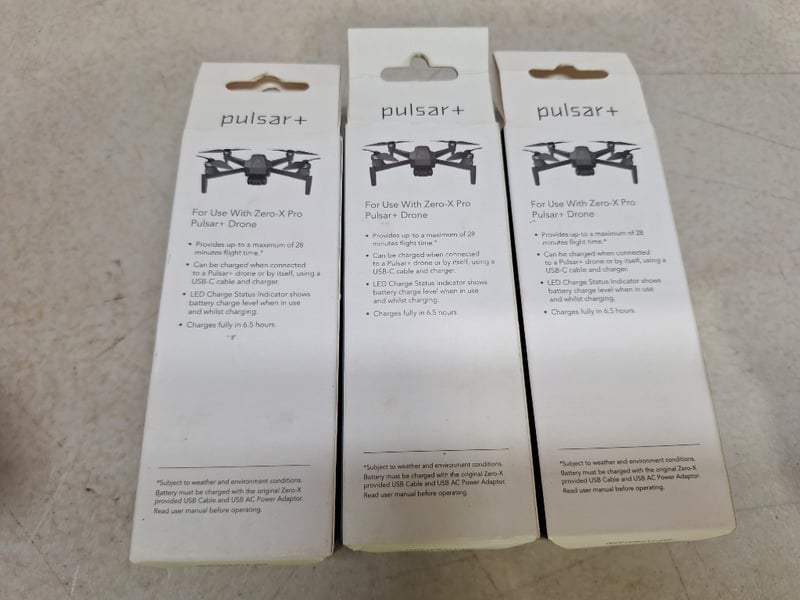 pulsar+
For Use With Zero-X Pro
Pulsar+ Drone
• Provides up to a maximum of 28
minutes flight time.*
• Can be charged when connected
to a Pulsar+ drone or by itself, using a
USB-C cable and charger.
• LED Charge Status Indicator shows
battery charge level when in use
and whilst charging.
• Charges fully in 6.5 hours.
*Subject to weather and environment conditions.
Battery must be charged with the original Zero-X
provided USB Cable and USB AC Power Adaptor.
Read user manual before operating.
pulsar+
For Use With Zero-X Pro
Pulsar+ Drone
• Provides up to a maximum of 28
minutes flight time.*
• Can be charged when connected
to a Pulsar+ drone or by itself, using a
USB-C cable and charger.
• LED Charge Status Indicator shows
battery charge level when in use
and whilst charging.
• Charges fully in 6.5 hours.
*Subject to weather and environment conditions.
Battery must be charged with the original Zero-X
provided USB Cable and USB AC Power Adaptor.
Read user manual before operating.
pulsar+
For Use With Zero-X Pro
Pulsar+ Drone
• Provides up to a maximum of 28
minutes flight time.*
• Can be charged when connected
to a Pulsar+ drone or by itself, using a
USB-C cable and charger.
• LED Charge Status Indicator shows
battery charge level when in use
and whilst charging.
• Charges fully in 6.5 hours.
*Subject to weather and environment conditions.
Battery must be charged with the original Zero-X
provided USB Cable and USB AC Power Adaptor.
Read user manual before operating.